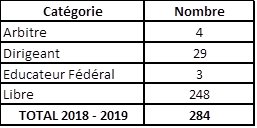 Catégorie Nombre
Arbitre 4
Dirigeant 29
Educateur Fédéral 3
Libre 248
TOTAL 2018 - 2019 284